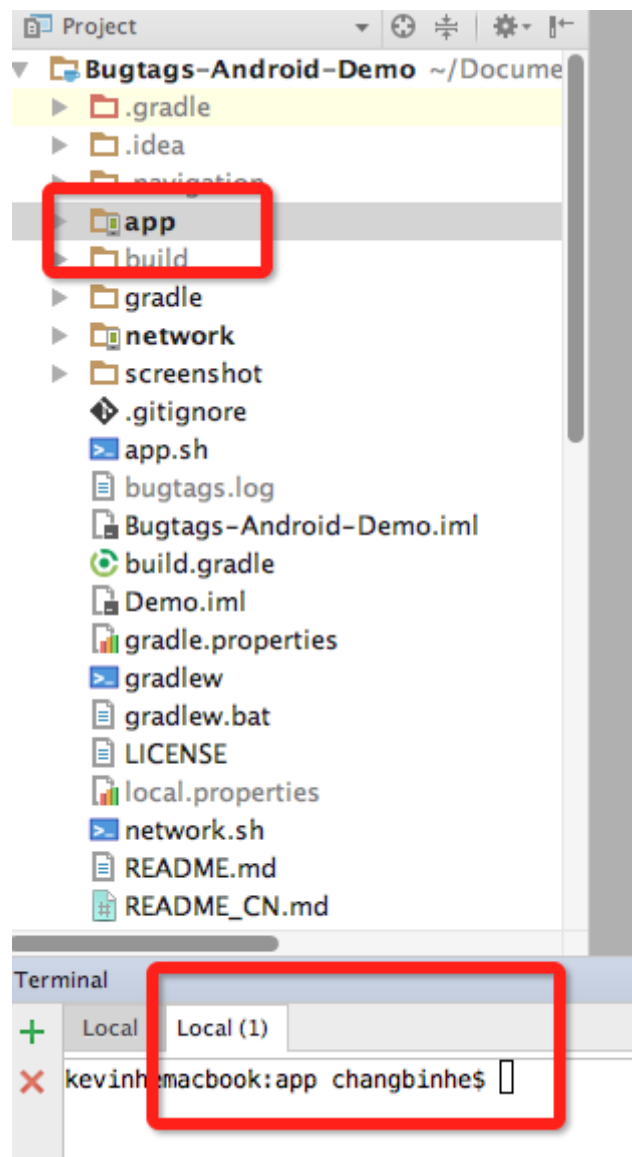 Project
Bugtags-Android-Demo ~/Docume
.gradle
.idea
.navigation
app
build
gradle
network
screenshot
.gitignore
app.sh
bugtags.log
Bugtags-Android-Demo.iml
build.gradle
Demo.iml
gradle.properties
gradlew
gradlew.bat
LICENSE
local.properties
network.sh
README.md
README_CN.md
Terminal
Local Local (1)
kevinhemacbook:app changbinhe$